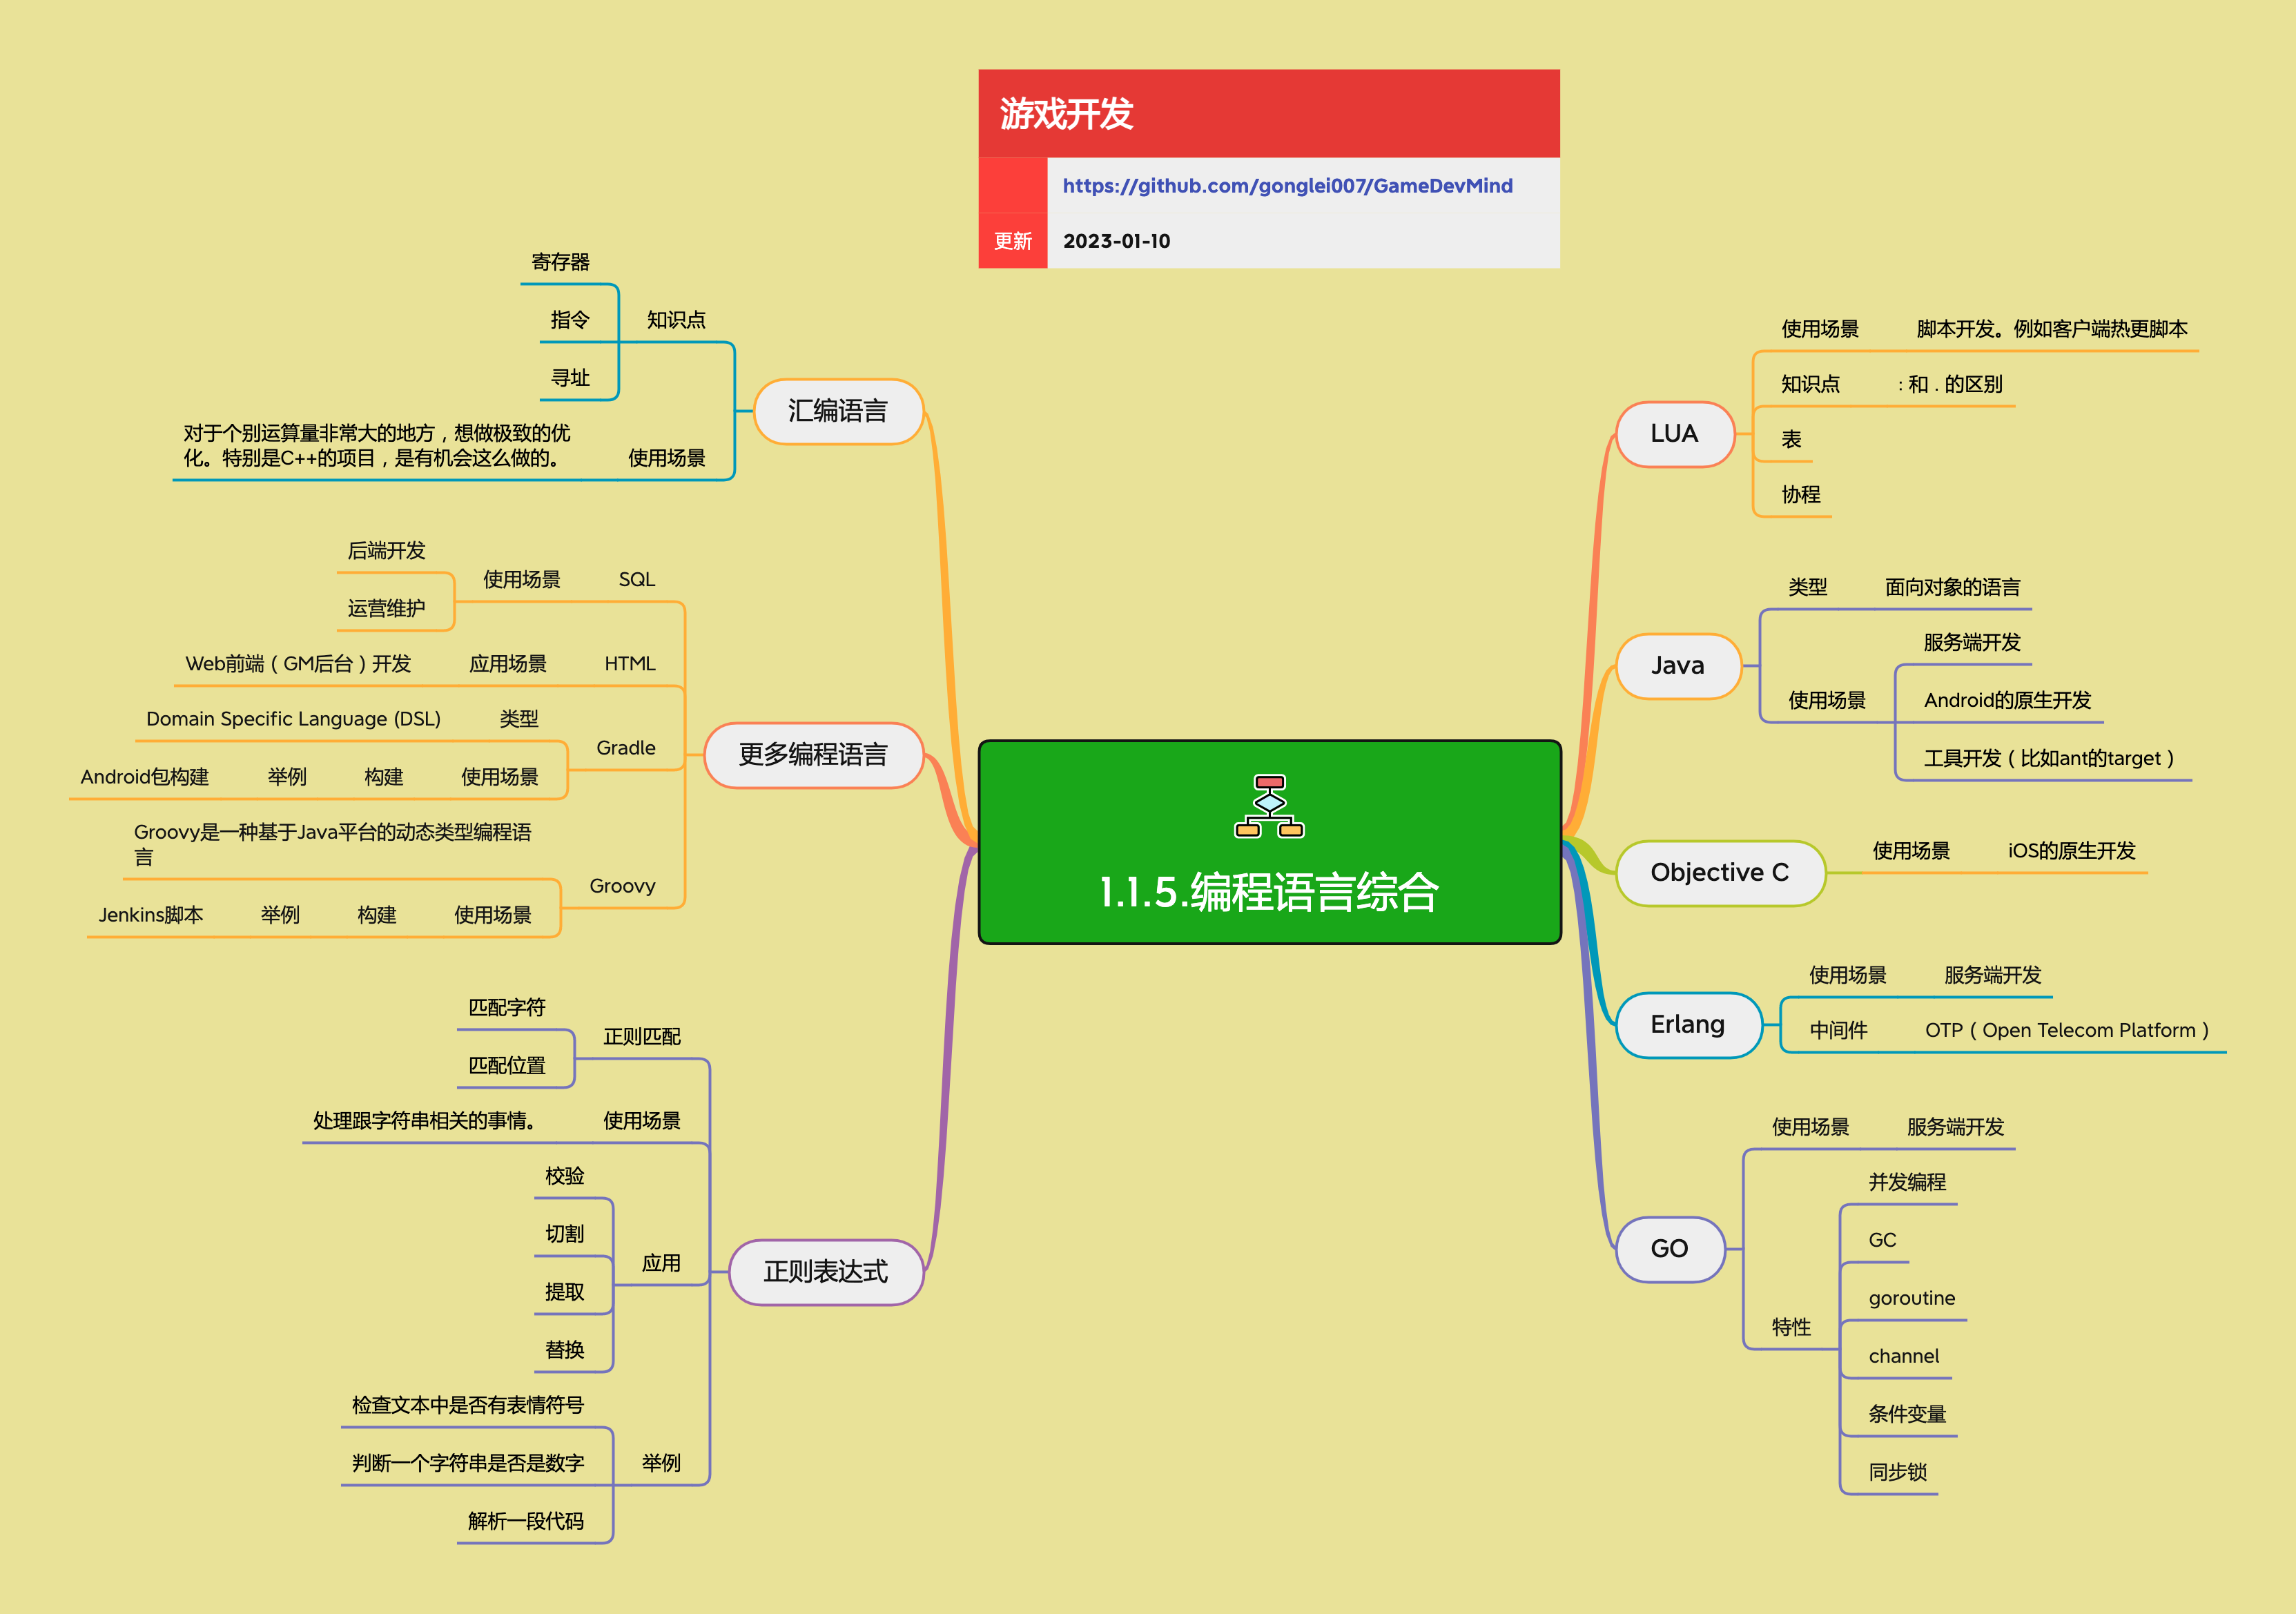 游戏开发
https://github.com/gonglei007/GameDevMind
更新 2023-01-10
1.1.5.编程语言综合
LUA
使用场景 脚本开发。例如客户端热更脚本
知识点 : 和 . 的区别
表
协程
Java
类型 面向对象的语言
使用场景
服务端开发
Android的原生开发
工具开发（比如ant的target）
Objective C
使用场景 iOS的原生开发
Erlang
使用场景 服务端开发
中间件 OTP（Open Telecom Platform）
GO
使用场景 服务端开发
特性
并发编程
GC
goroutine
channel
条件变量
同步锁
汇编语言
知识点
寄存器
指令
寻址
使用场景
对于个别运算量非常大的地方，想做极致的优
化。特别是C++的项目，是有机会这么做的。
更多编程语言
SQL
使用场景
后端开发
运营维护
HTML
应用场景
Web前端（GM后台）开发
Gradle
类型
Domain Specific Language (DSL)
使用场景
构建
举例
Android包构建
Groovy
Groovy是一种基于Java平台的动态类型编程语
言
使用场景
构建
举例
Jenkins脚本
正则表达式
正则匹配
匹配字符
匹配位置
使用场景
处理跟字符串相关的事情。
应用
校验
切割
提取
替换
举例
检查文本中是否有表情符号
判断一个字符串是否是数字
解析一段代码